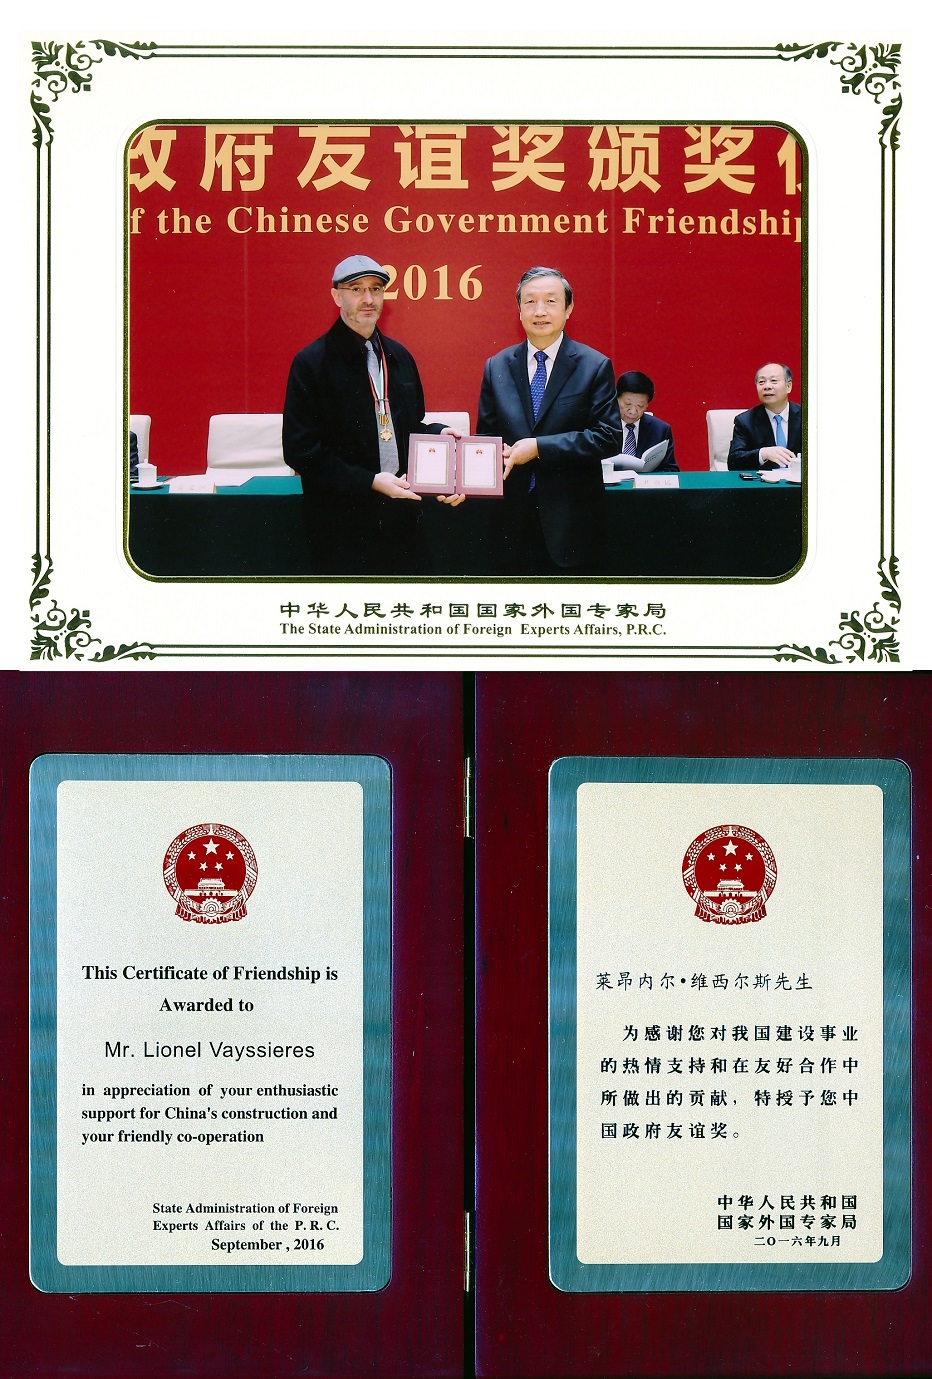 政府友谊奖颁奖
f the Chinese Government Friendship
2016
中华人民共和国国家外国专家局
The State Administration of Foreign Experts Affairs, P.R.C.
This Certificate of Friendship is
Awarded to
Mr. Lionel Vayssieres
in appreciation of your enthusiastic
support for China's construction and
your friendly co-operation
State Administration of Foreign
Experts Affairs of the P. R. C.
September , 2016
莱昂内尔•维西尔斯先生
为感谢您对我国建设事业
的热情支持和在友好合作中
所做出的贡献，特授予您中
国政府友谊奖。
中华人民共和国
国家外国专家局
二〇一六年九月